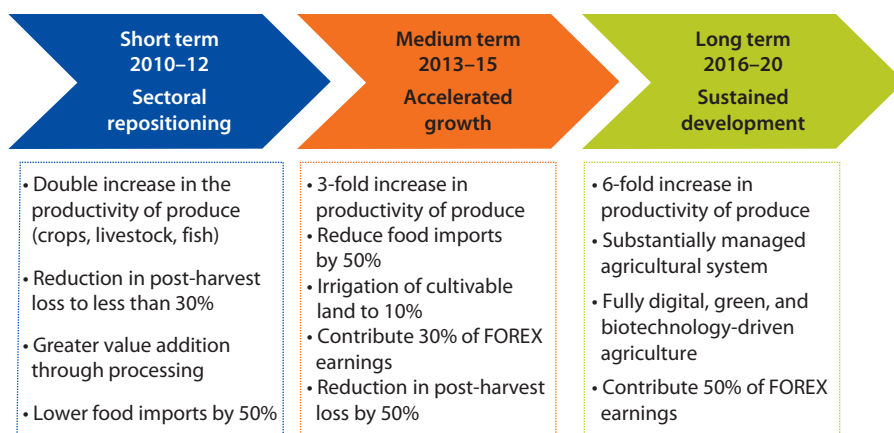 Short term
2010–12
Sectoral
repositioning
Medium term
2013–15
Accelerated
growth
Long term
2016–20
Sustained
development
• Double increase in the
productivity of produce
(crops, livestock, fish)
• Reduction in post-harvest
loss to less than 30%
• Greater value addition
through processing
• Lower food imports by 50%
• 3-fold increase in
productivity of produce
• Reduce food imports
by 50%
• Irrigation of cultivable
land to 10%
• Contribute 30% of FOREX
earnings
• Reduction in post-harvest
loss by 50%
• 6-fold increase in
productivity of produce
• Substantially managed
agricultural system
• Fully digital, green, and
biotechnology-driven
agriculture
• Contribute 50% of FOREX
earnings